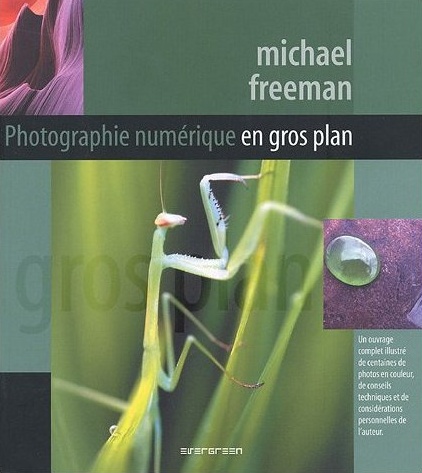 michael
freeman
Photographie numérique en gros plan
gros plan
Un ouvrage
complet illustré
de centaines de
photos en couleur,
de conseils
techniques et de
considérations
personnelles de
l'auteur.
EVERGREEN